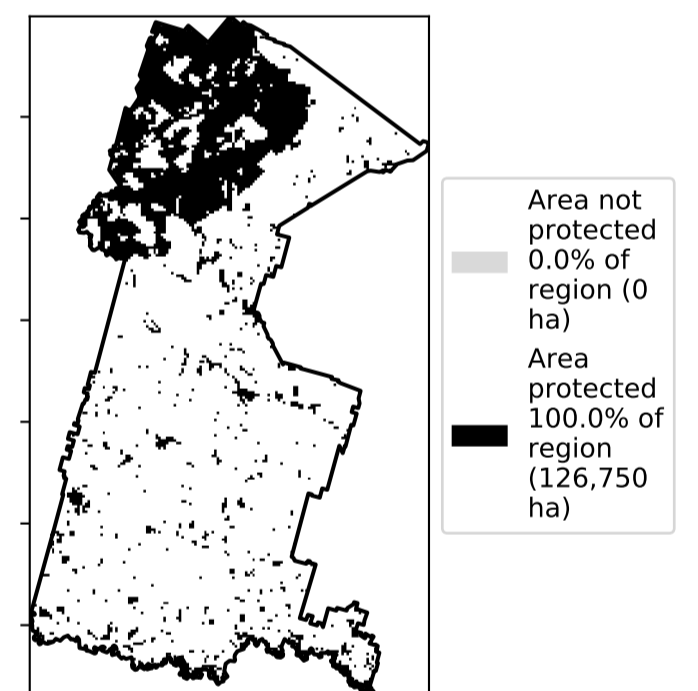 Area not
protected
0.0% of
region (0
ha)
Area
protected
100.0% of
region
(126,750
ha)